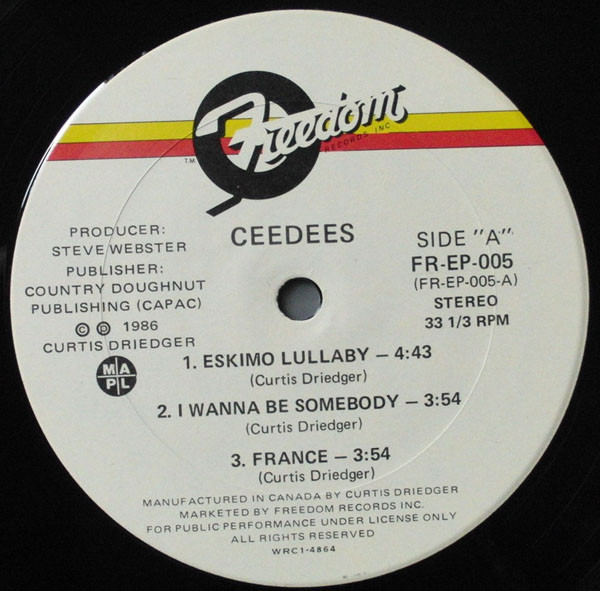 Freedom
RECORDS INC
T.M.
CEEDEES
PRODUCER:
STEVE WEBSTER
PUBLISHER:
COUNTRY DOUGHNUT
PUBLISHING (CAPAC)
© ℗ 1986
CURTIS DRIEDGER
MAPL
SIDE "A"
FR-EP-005
(FR-EP-005-A)
STEREO
33 1/3 RPM
1. ESKIMO LULLABY – 4:43
(Curtis Driedger)
2. I WANNA BE SOMEBODY – 3:54
(Curtis Driedger)
3. FRANCE – 3:54
(Curtis Driedger)
MANUFACTURED IN CANADA BY CURTIS DRIEDGER
MARKETED BY FREEDOM RECORDS INC.
FOR PUBLIC PERFORMANCE UNDER LICENSE ONLY
ALL RIGHTS RESERVED
WRC1-4864